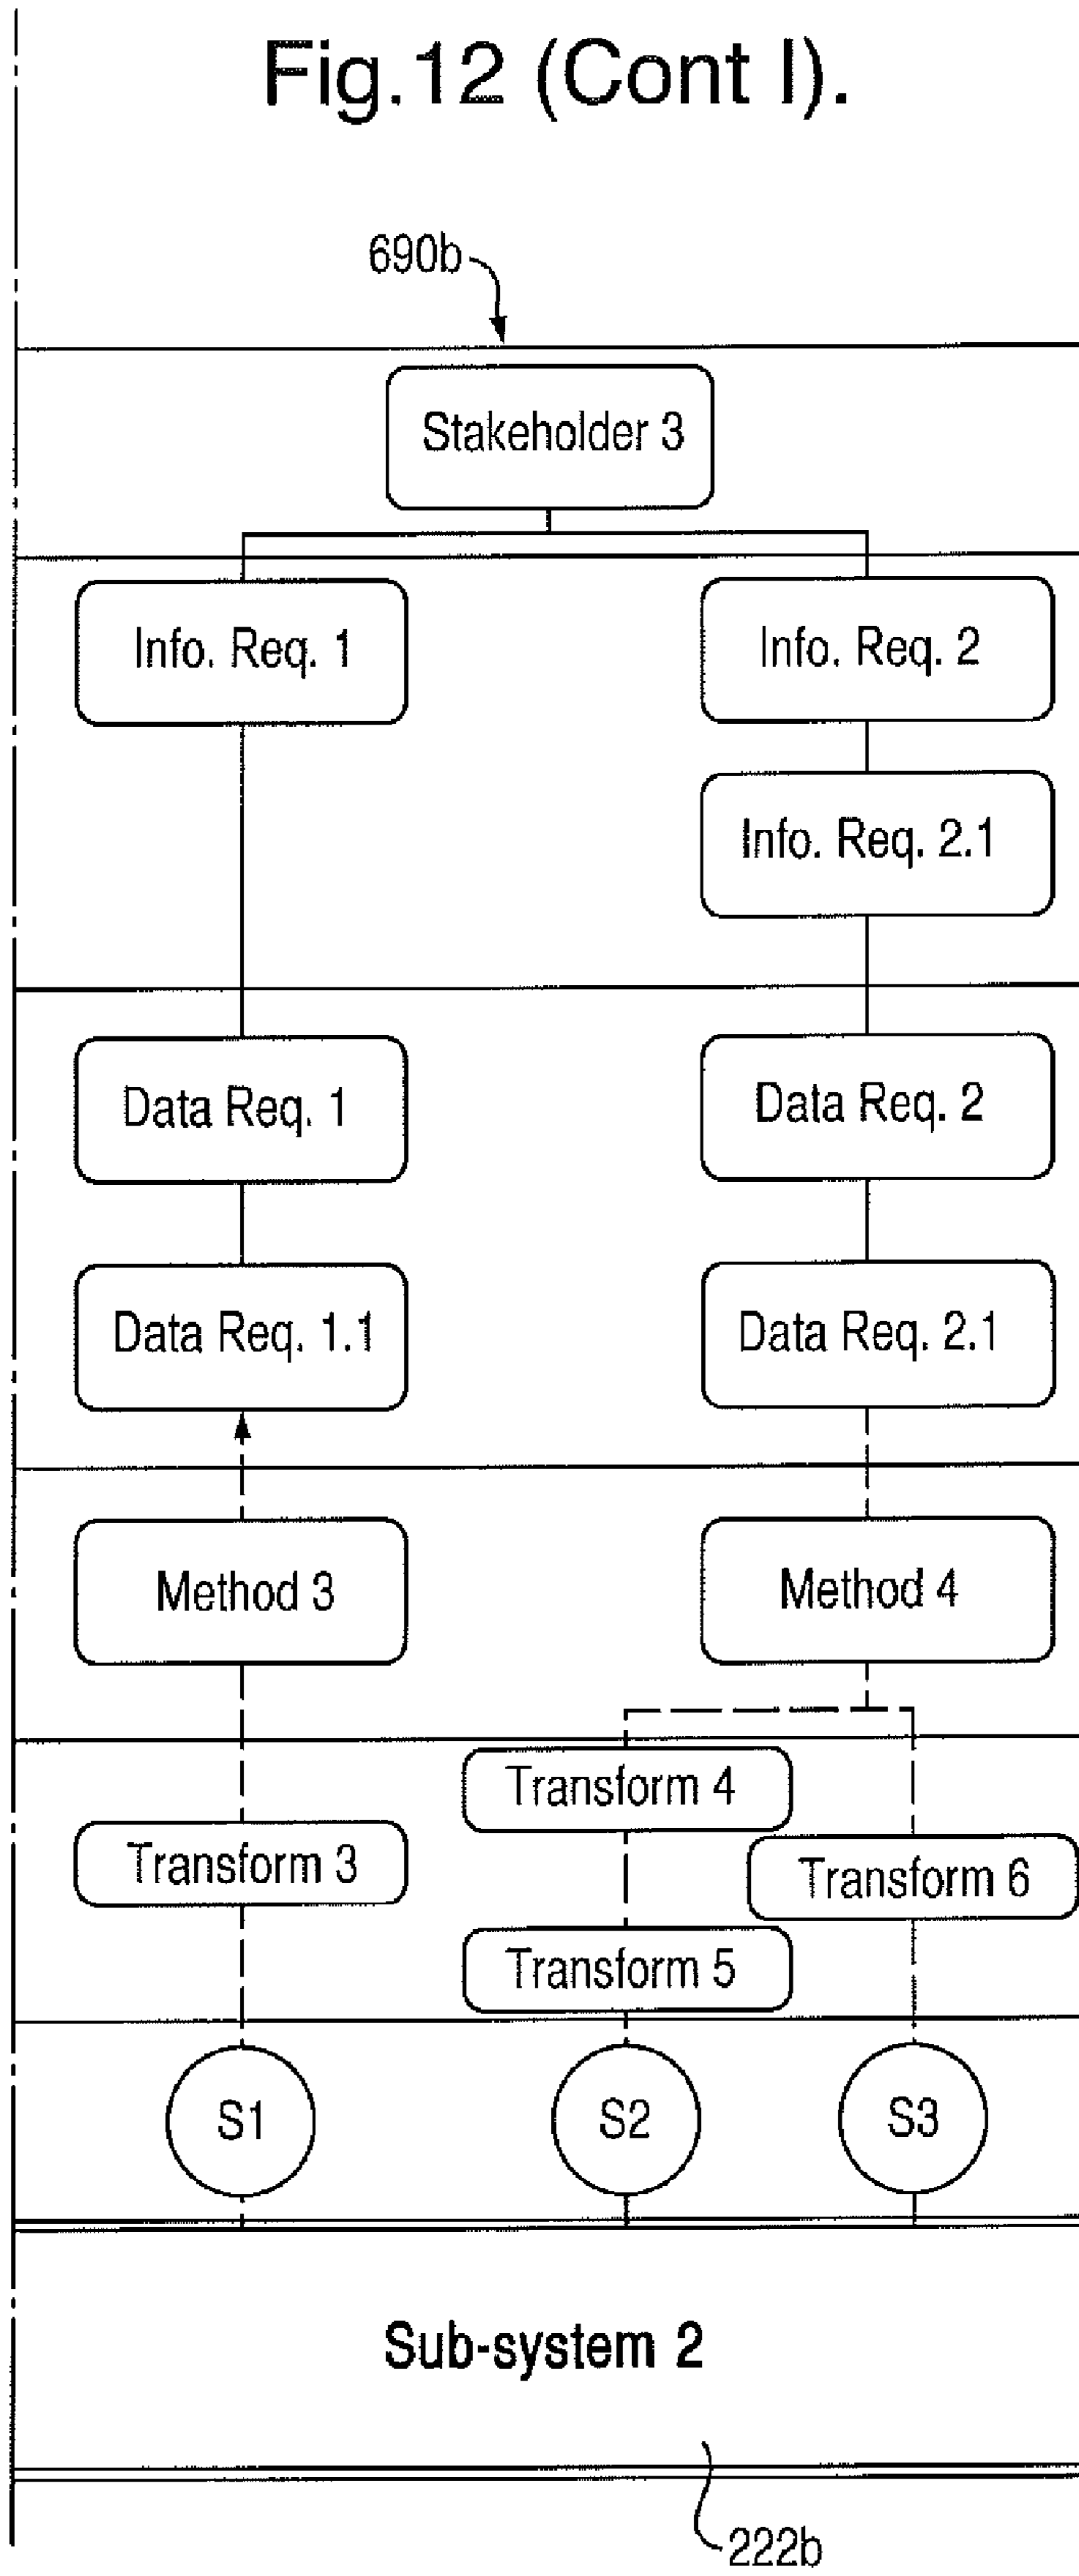 Fig.12 (Cont I).
690b
Stakeholder 3
Info. Req. 1
Info. Req. 2
Info. Req. 2.1
Data Req. 1
Data Req. 2
Data Req. 1.1
Data Req. 2.1
Method 3
Method 4
Transform 4
Transform 3
Transform 6
Transform 5
S1
S2
S3
Sub-system 2
222b